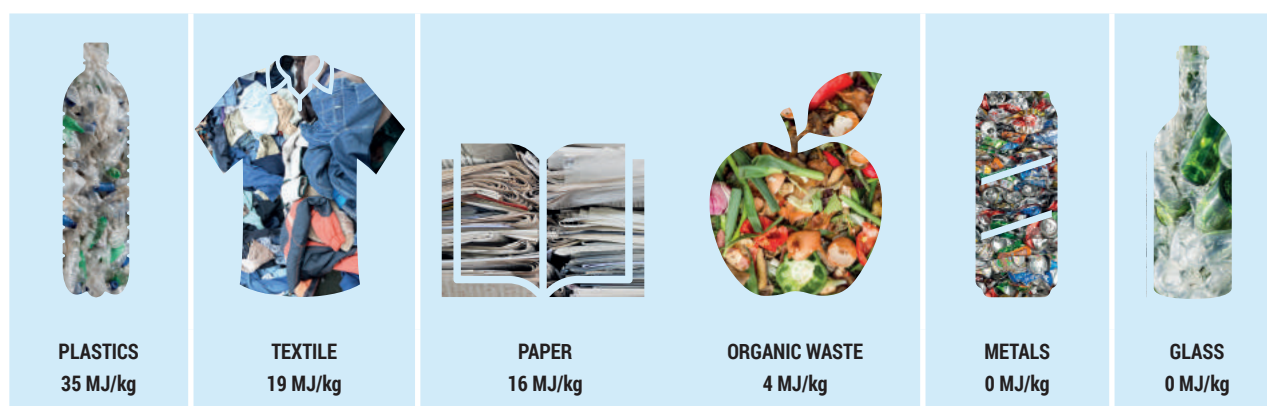 PLASTICS
35 MJ/kg
TEXTILE
19 MJ/kg
PAPER
16 MJ/kg
ORGANIC WASTE
4 MJ/kg
METALS
0 MJ/kg
GLASS
0 MJ/kg